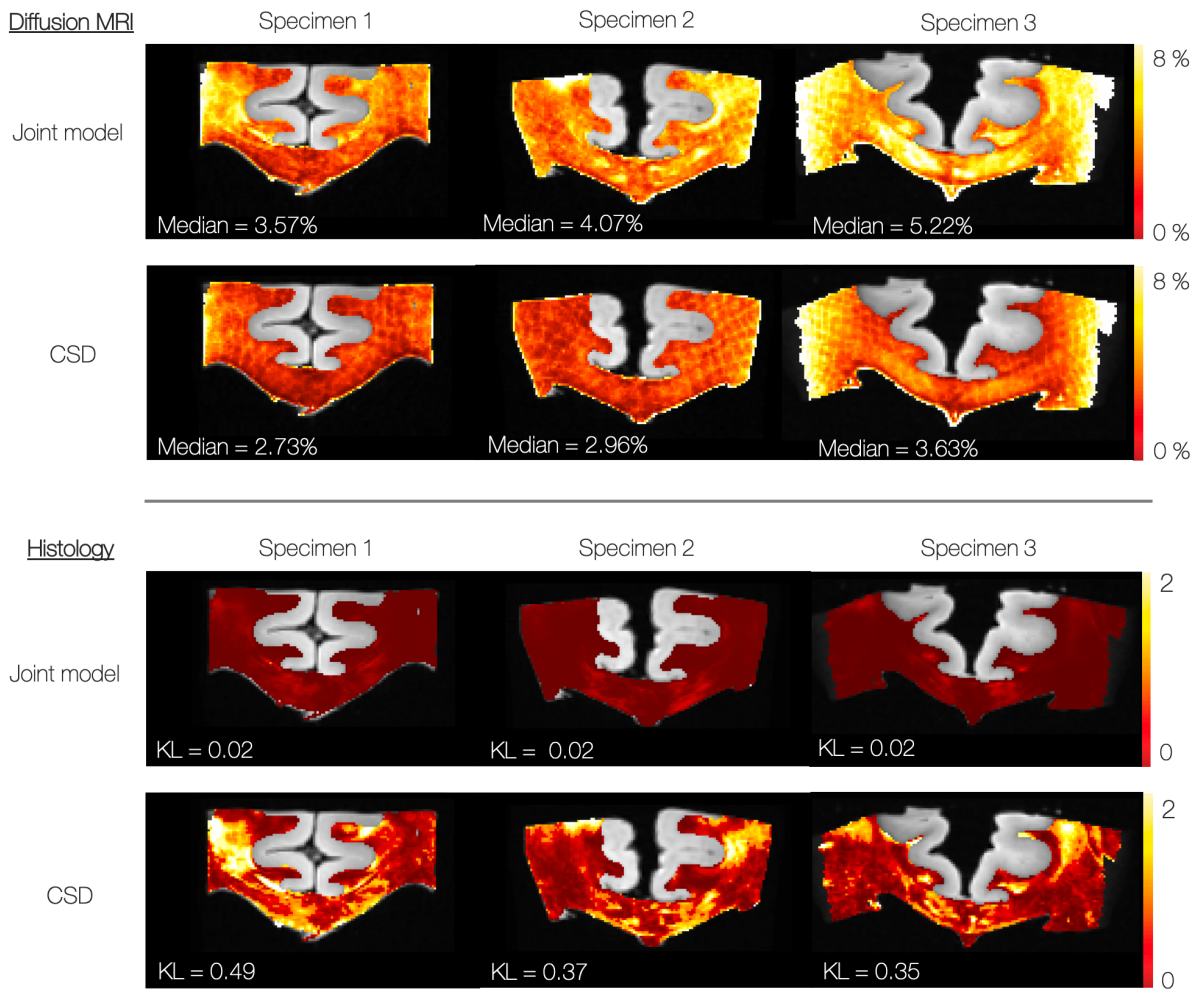 Diffusion MRI
Specimen 1
Specimen 2
Specimen 3
Joint model
8 %
Median = 3.57%
Median = 4.07%
Median = 5.22%
0 %
CSD
8 %
Median = 2.73%
Median = 2.96%
Median = 3.63%
0 %
Histology
Specimen 1
Specimen 2
Specimen 3
Joint model
2
KL = 0.02
KL = 0.02
KL = 0.02
0
CSD
2
KL = 0.49
KL = 0.37
KL = 0.35
0